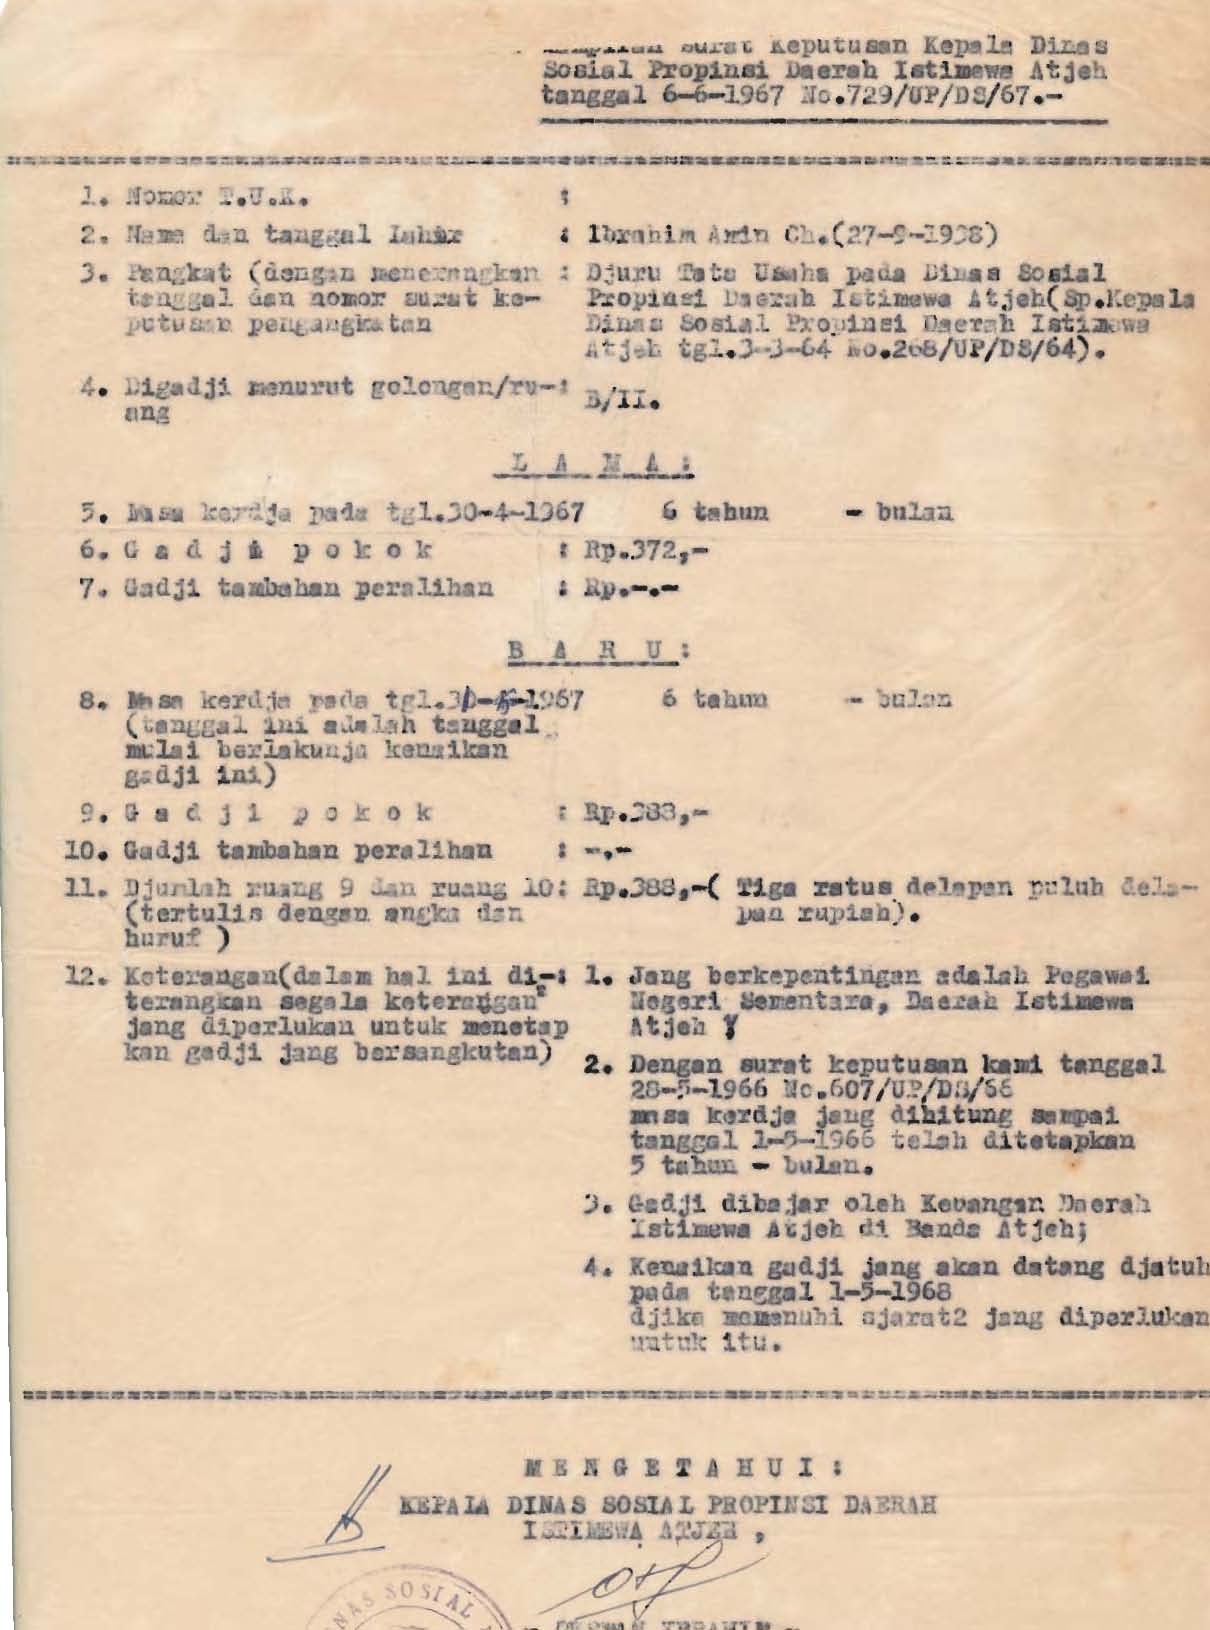 Surat Keputusan Kepala Dinas
Sosial Propinsi Daerah Istimewa Atjeh
tanggal 6-6-1967 No.729/UP/DS/67.-
1. Nomor T.U.K. :
2. Nama dan tanggal lahir : Ibrahim Amin Ch.(27-9-1938)
3. Pangkat (dengan menerangkan : Djuru Tata Usaha pada Dinas Sosial
tanggal dan nomor surat ke- Propinsi Daerah Istimewa Atjeh(Sp.Kepala
putusan pengangkatan Dinas Sosial Propinsi Daerah Istimewa
Atjeh tgl.3-3-64 No.268/UP/DS/64).
4. Digadji menurut golongan/ru-:
ang B/II.
L A M A :
5. Masa kerdja pada tgl.30-4-1967 6 tahun - bulan
6. G a d j i p o k o k : Rp.372,-
7. Gadji tambahan peralihan : Rp.-.-
B A R U :
8. Masa kerdja pada tgl. 1967 6 tahun - bulan
(tanggal ini adalah tanggal
mulai berlakunja kenaikan
gadji ini)
9. G a d j i p o k o k : Rp.388,-
10. Gadji tambahan peralihan : -.-
11. Djumlah ruang 9 dan ruang 10: Rp.388,-( Tiga ratus delapan puluh dela-
(tertulis dengan angka dan pan rupiah).
huruf )
12. Keterangan(dalam hal ini di-: 1. Jang berkepentingan adalah Pegawai
terangkan segala keterangan² Negeri Sementara, Daerah Istimewa
jang diperlukan untuk menetap Atjeh ;
kan gadji jang bersangkutan)
2. Dengan surat keputusan kami tanggal
28-5-1966 No.607/UP/DS/66
masa kerdja jang dihitung sampai
tanggal 1-5-1966 telah ditetapkan
5 tahun - bulan.
3. Gadji dibajar oleh Keuangan Daerah
Istimewa Atjeh di Banda Atjeh;
4. Kenaikan gadji jang akan datang djatuh
pada tanggal 1-5-1968
djika memenuhi sjarat2 jang diperlukan
untuk itu.
M E N G E T A H U I :
KEPALA DINAS SOSIAL PROPINSI DAERAH
ISTIMEWA ATJEH ,
DINAS SOSIAL